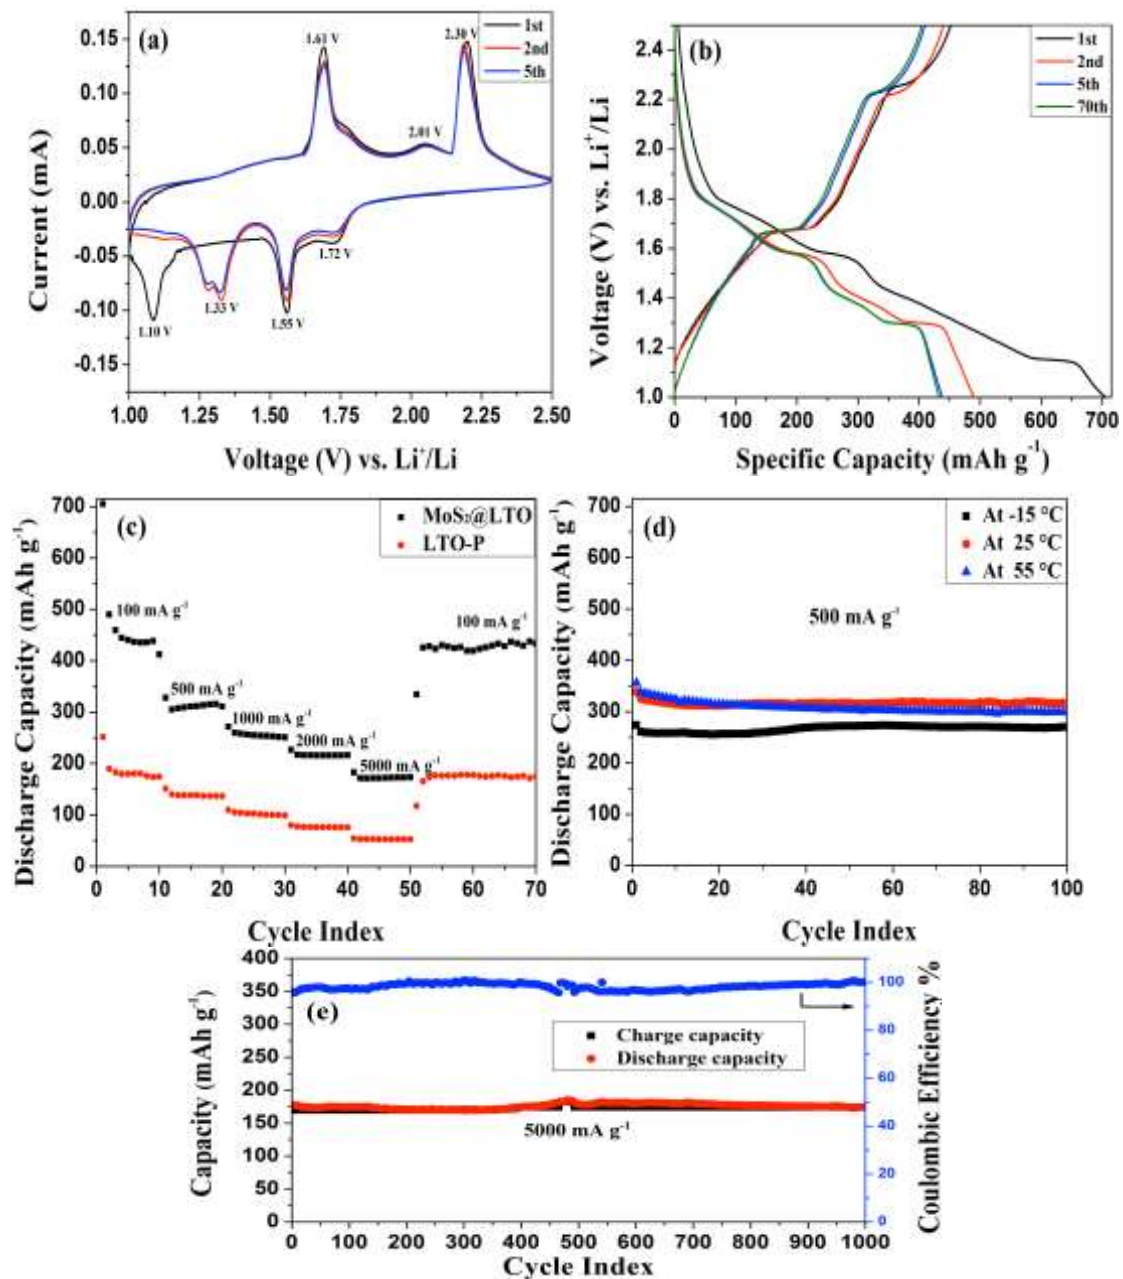 (a)
1st
2nd
5th
1.61 V
2.30 V
2.01 V
1.72 V
1.33 V
1.55 V
1.10 V
0.15
0.10
0.05
0.00
-0.05
-0.10
-0.15
Current (mA)
1.00 1.25 1.50 1.75 2.00 2.25 2.50
Voltage (V) vs. Li⁺/Li
(b)
1st
2nd
5th
70th
2.4
2.2
2.0
1.8
1.6
1.4
1.2
1.0
Voltage (V) vs. Li⁺/Li
0 100 200 300 400 500 600 700
Specific Capacity (mAh g⁻¹)
(c)
MoS₂@LTO
LTO-P
100 mA g⁻¹
500 mA g⁻¹
1000 mA g⁻¹
2000 mA g⁻¹
5000 mA g⁻¹
100 mA g⁻¹
700
600
500
400
300
200
100
0
Discharge Capacity (mAh g⁻¹)
0 10 20 30 40 50 60 70
Cycle Index
(d)
At -15 °C
At 25 °C
At 55 °C
500 mA g⁻¹
700
600
500
400
300
200
100
0
Discharge Capacity (mAh g⁻¹)
0 20 40 60 80 100
Cycle Index
(e)
Charge capacity
Discharge capacity
5000 mA g⁻¹
400
350
300
250
200
150
100
75
50
25
0
Capacity (mAh g⁻¹)
100
80
60
40
20
0
Coulombic Efficiency %
0 100 200 300 400 500 600 700 800 900 1000
Cycle Index